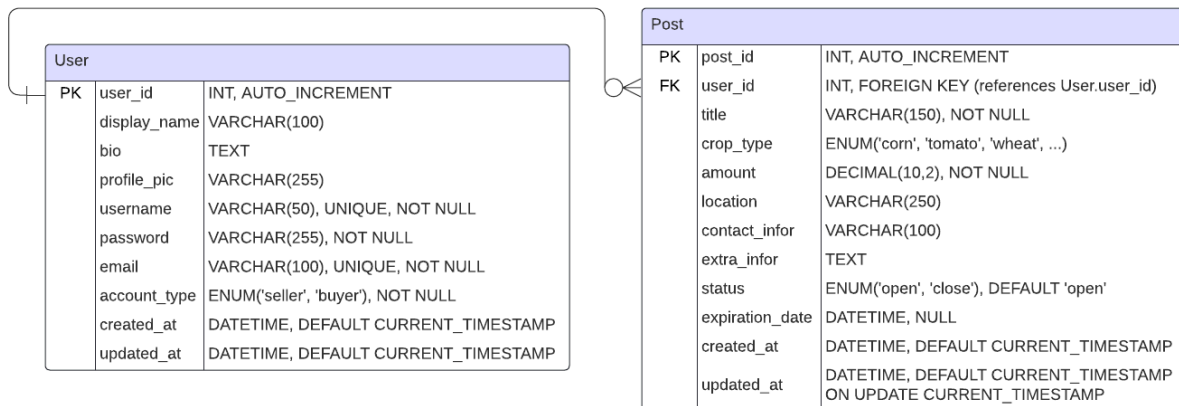 User
PK user_id INT, AUTO_INCREMENT
display_name VARCHAR(100)
bio TEXT
profile_pic VARCHAR(255)
username VARCHAR(50), UNIQUE, NOT NULL
password VARCHAR(255), NOT NULL
email VARCHAR(100), UNIQUE, NOT NULL
account_type ENUM('seller', 'buyer'), NOT NULL
created_at DATETIME, DEFAULT CURRENT_TIMESTAMP
updated_at DATETIME, DEFAULT CURRENT_TIMESTAMP
Post
PK post_id INT, AUTO_INCREMENT
FK user_id INT, FOREIGN KEY (references User.user_id)
title VARCHAR(150), NOT NULL
crop_type ENUM('corn', 'tomato', 'wheat', ...)
amount DECIMAL(10,2), NOT NULL
location VARCHAR(250)
contact_infor VARCHAR(100)
extra_infor TEXT
status ENUM('open', 'close'), DEFAULT 'open'
expiration_date DATETIME, NULL
created_at DATETIME, DEFAULT CURRENT_TIMESTAMP
updated_at DATETIME, DEFAULT CURRENT_TIMESTAMP
ON UPDATE CURRENT_TIMESTAMP